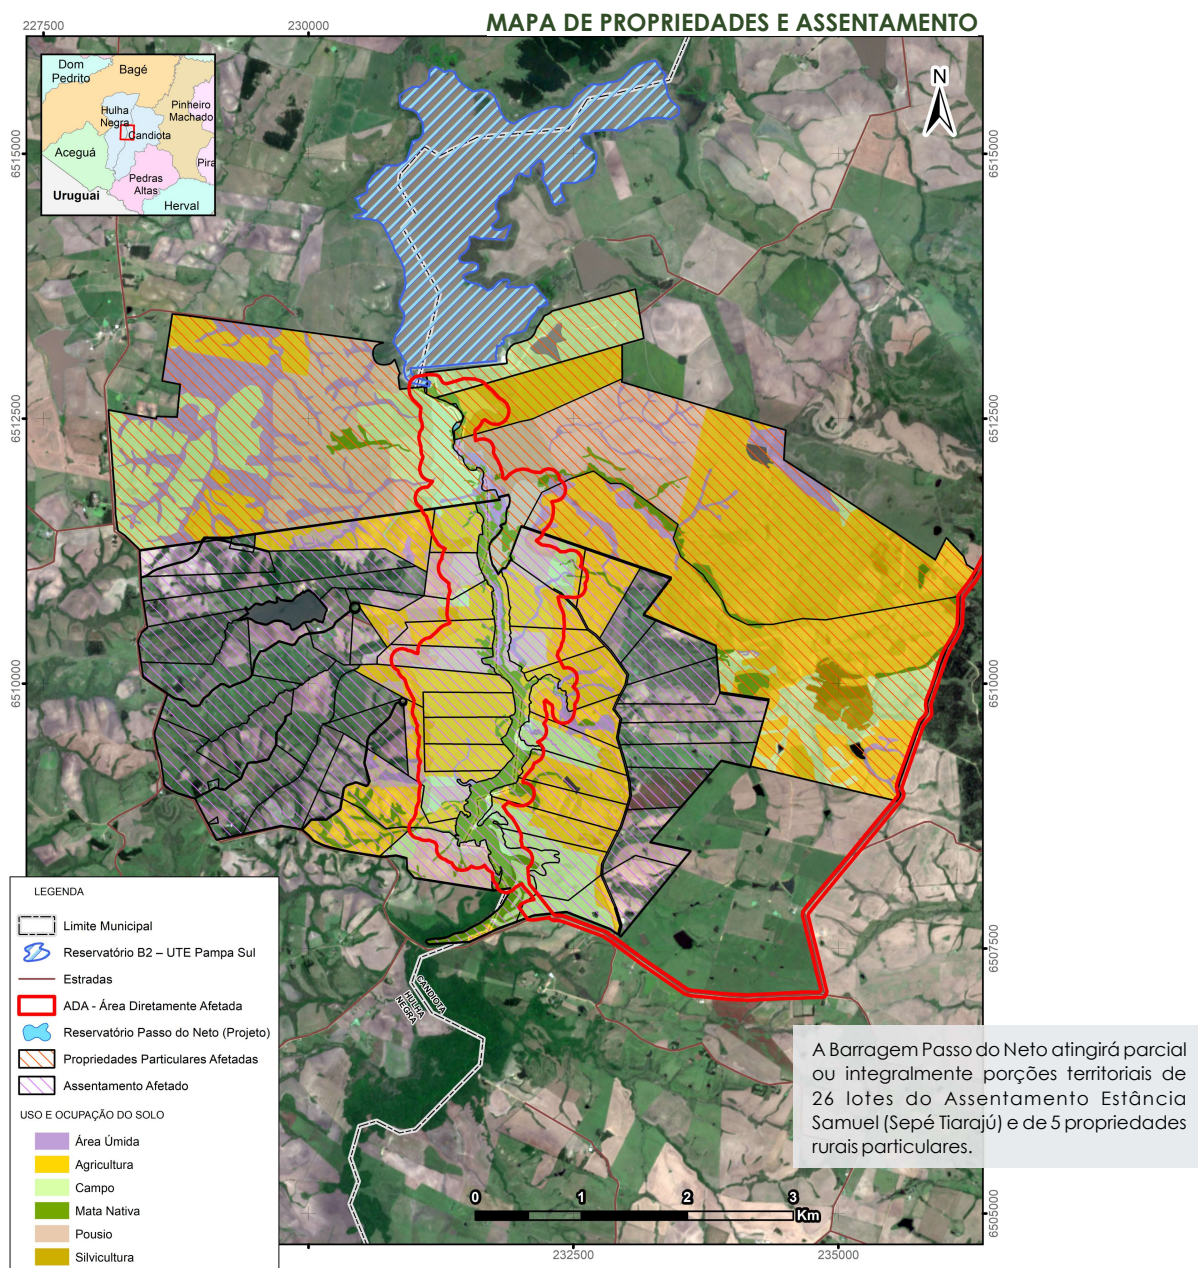 MAPA DE PROPRIEDADES E ASSENTAMENTO
227500
230000
Dom
Pedrito
Bagé
Hulha
Negra
Candiota
Pinheiro
Machado
Aceguá
Pira
Pedras
Altas
Uruguai
Herval
N
6515000
6515000
6512500
6512500
6510000
6510000
6507500
6505000
CANDIOTA
HULHA
NEGRA
LEGENDA
Limite Municipal
Reservatório B2 – UTE Pampa Sul
Estradas
ADA - Área Diretamente Afetada
Reservatório Passo do Neto (Projeto)
Propriedades Particulares Afetadas
Assentamento Afetado
USO E OCUPAÇÃO DO SOLO
Área Úmida
Agricultura
Campo
Mata Nativa
Pousio
Silvicultura
A Barragem Passo do Neto atingirá parcial
ou integralmente porções territoriais de
26 lotes do Assentamento Estância
Samuel (Sepé Tiarajú) e de 5 propriedades
rurais particulares.
0 1 2 3
Km
232500
235000